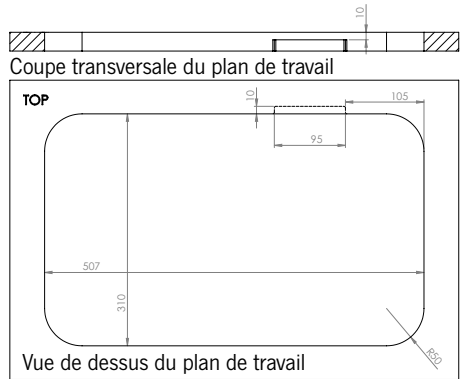 10
Coupe transversale du plan de travail
TOP
10
105
95
507
310
R50
Vue de dessus du plan de travail